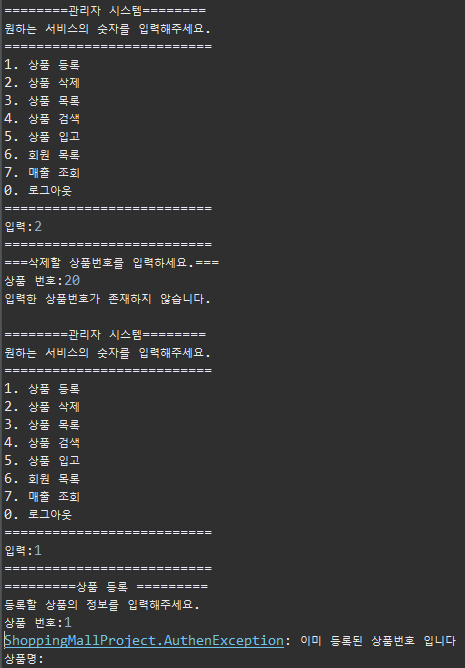 ========관리자 시스템========
원하는 서비스의 숫자를 입력해주세요.
==========================
1. 상품 등록
2. 상품 삭제
3. 상품 목록
4. 상품 검색
5. 상품 입고
6. 회원 목록
7. 매출 조회
0. 로그아웃
==========================
입력:2
==========================
===삭제할 상품번호를 입력하세요.===
상품 번호:20
입력한 상품번호가 존재하지 않습니다.
========관리자 시스템========
원하는 서비스의 숫자를 입력해주세요.
==========================
1. 상품 등록
2. 상품 삭제
3. 상품 목록
4. 상품 검색
5. 상품 입고
6. 회원 목록
7. 매출 조회
0. 로그아웃
==========================
입력:1
==========================
=========상품 등록 =========
등록할 상품의 정보를 입력해주세요.
상품 번호:1
ShoppingMallProject.AuthenException: 이미 등록된 상품번호 입니다
상품명: